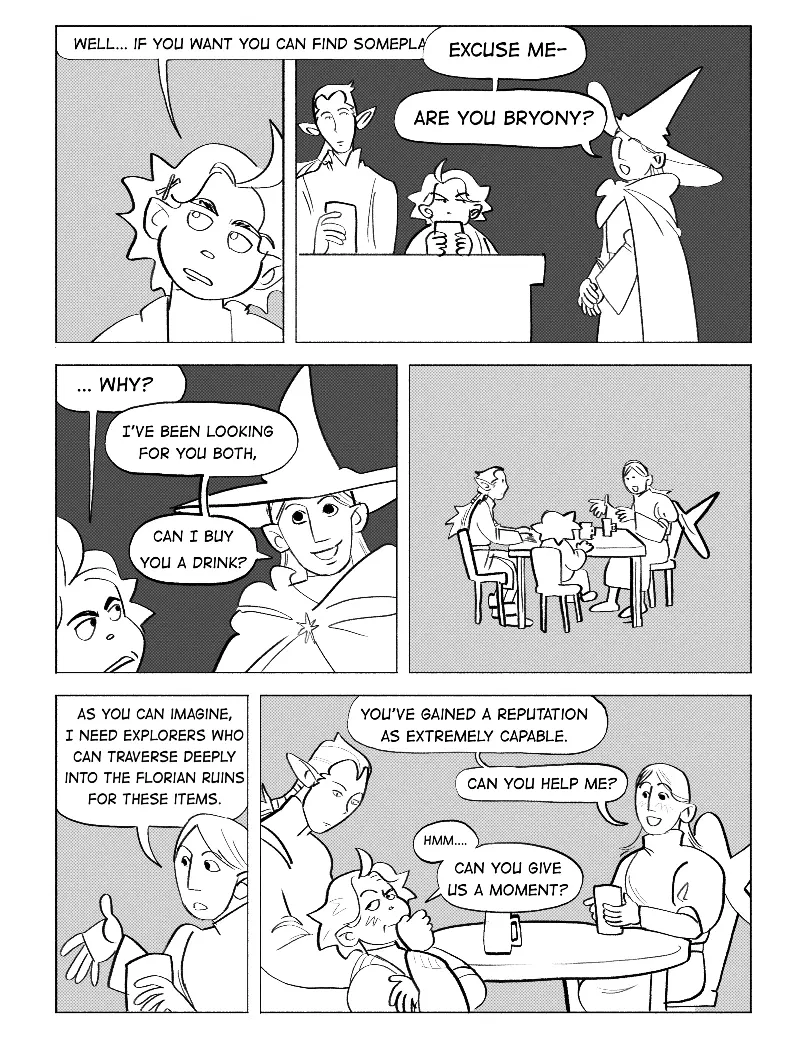 WELL... IF YOU WANT YOU CAN FIND
EXCUSE ME-
ARE YOU BRYONY?
... WHY?
I'VE BEEN LOOKING
FOR YOU BOTH,
CAN I BUY
YOU A DRINK?
AS YOU CAN IMAGINE,
I NEED EXPLORERS WHO
CAN TRAVERSE DEEPLY
INTO THE FLORIAN RUINS
FOR THESE ITEMS.
YOU'VE GAINED A REPUTATION
AS EXTREMELY CAPABLE.
CAN YOU HELP ME?
HMM....
CAN YOU GIVE
US A MOMENT?